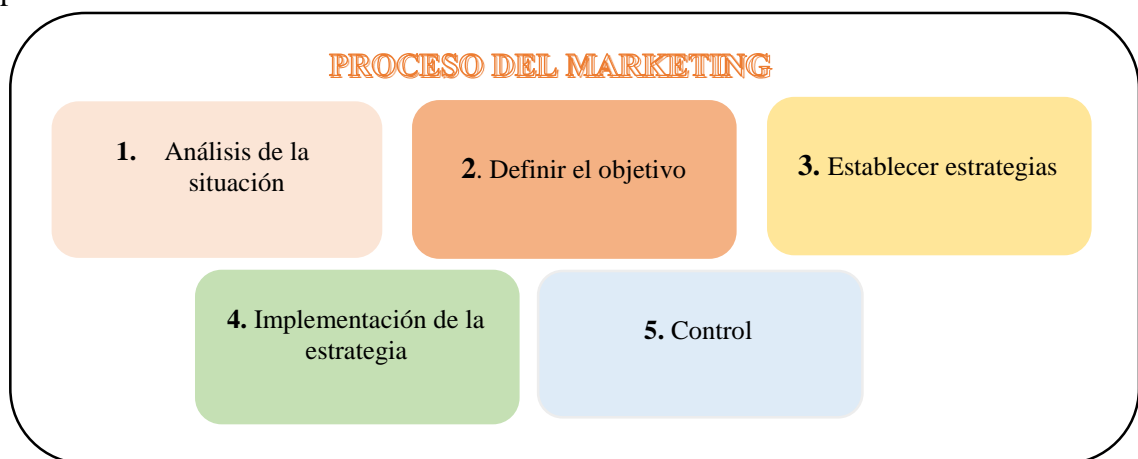 PROCESO DEL MARKETING
1. Análisis de la
situación
2. Definir el objetivo
3. Establecer estrategias
4. Implementación de la
estrategia
5. Control